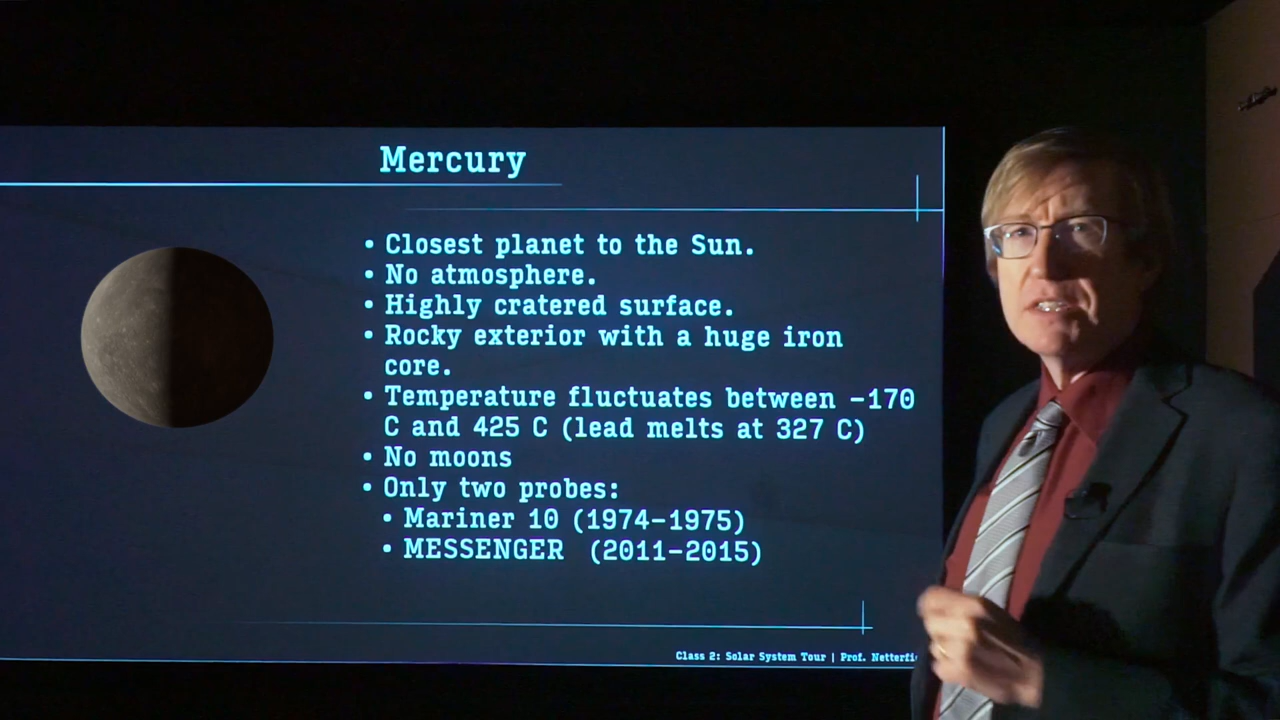 Mercury
• Closest planet to the Sun.
• No atmosphere.
• Highly cratered surface.
• Rocky exterior with a huge iron
core.
• Temperature fluctuates between -170
C and 425 C (lead melts at 327 C)
• No moons
• Only two probes:
• Mariner 10 (1974-1975)
• MESSENGER (2011-2015)
Class 2: Solar System Tour | Prof.